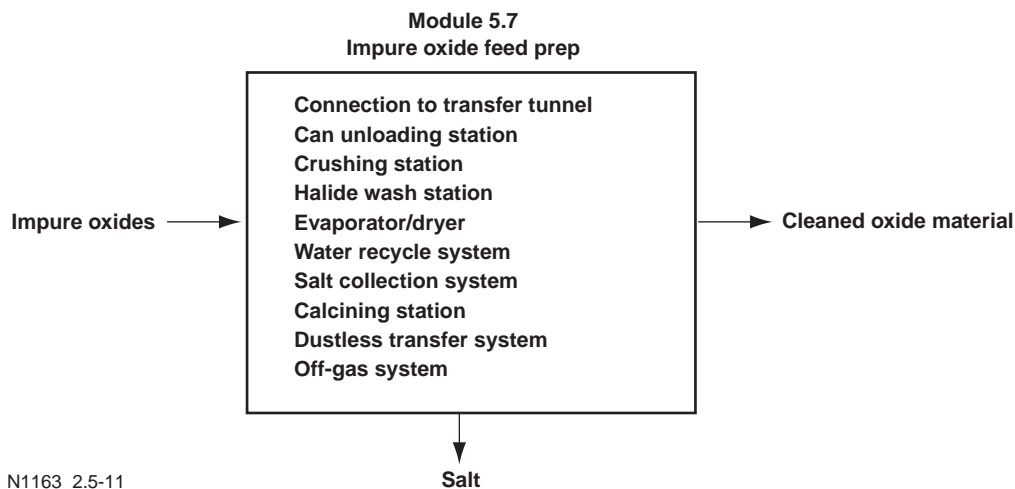 Module 5.7
Impure oxide feed prep
Connection to transfer tunnel
Can unloading station
Crushing station
Halide wash station
Impure oxides
Evaporator/dryer
Cleaned oxide material
Water recycle system
Salt collection system
Calcining station
Dustless transfer system
Off-gas system
N1163 2.5-11
Salt